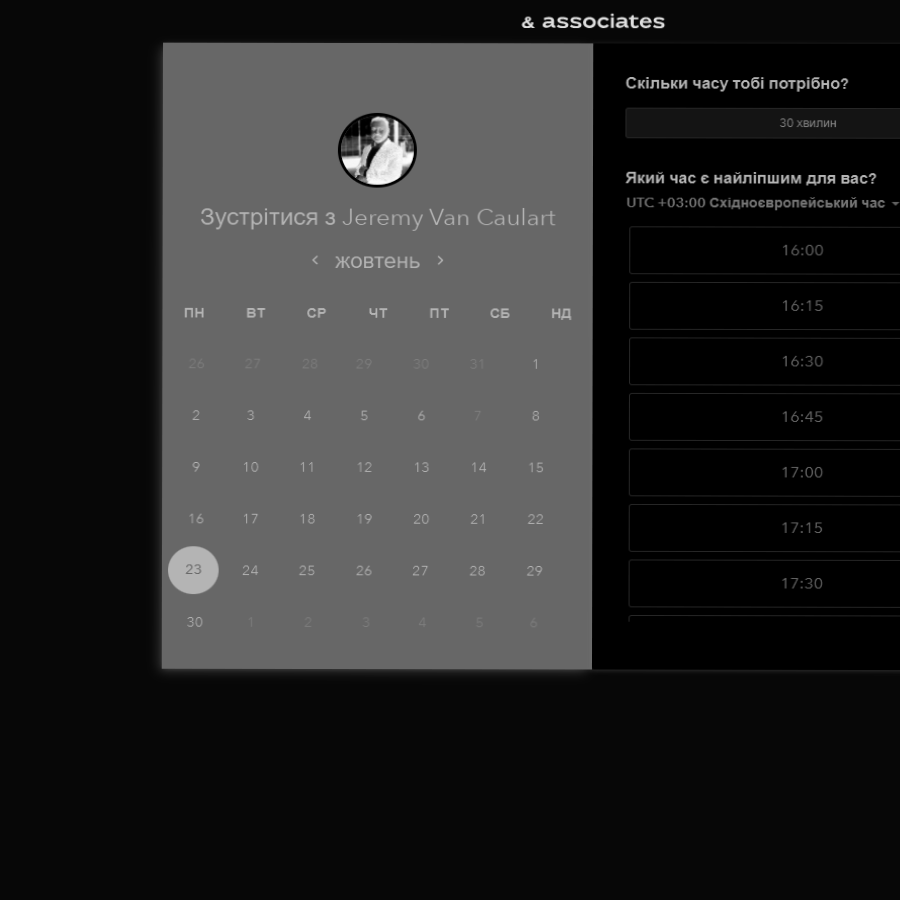 & associates
Зустрітися з Jeremy Van Caulart
‹ жовтень ›
ПН ВТ СР ЧТ ПТ СБ НД
26 27 28 29 30 31 1
2 3 4 5 6 7 8
9 10 11 12 13 14 15
16 17 18 19 20 21 22
23 24 25 26 27 28 29
30 1 2 3 4 5 6
Скільки часу тобі потрібно?
30 хвилин
Який час є найліпшим для вас?
UTC +03:00 Східноєвропейський час
16:00
16:15
16:30
16:45
17:00
17:15
17:30